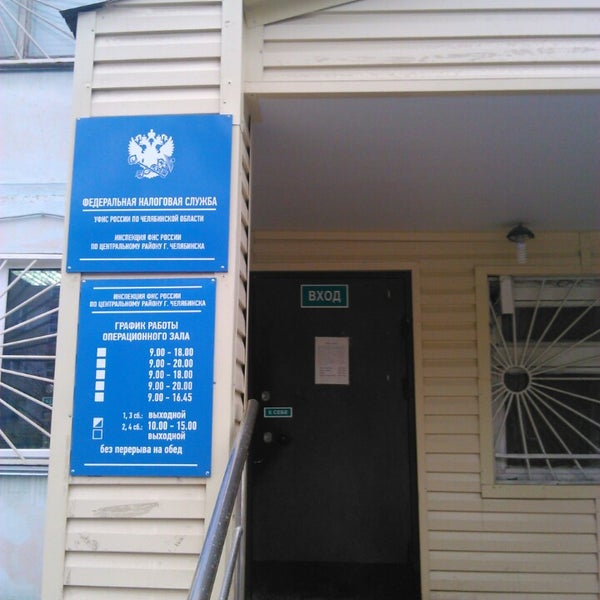 ФЕДЕРАЛЬНАЯ НАЛОГОВАЯ СЛУЖБА
УФНС РОССИИ ПО ЧЕЛЯБИНСКОЙ ОБЛАСТИ
ИНСПЕКЦИЯ ФНС РОССИИ
ПО ЦЕНТРАЛЬНОМУ РАЙОНУ Г. ЧЕЛЯБИНСКА
ИНСПЕКЦИЯ ФНС РОССИИ
ПО ЦЕНТРАЛЬНОМУ РАЙОНУ Г. ЧЕЛЯБИНСКА
ГРАФИК РАБОТЫ
ОПЕРАЦИОННОГО ЗАЛА
9.00 - 18.00
9.00 - 20.00
9.00 - 18.00
9.00 - 20.00
9.00 - 16.45
1, 3 сб.: ВЫХОДНОЙ
2, 4 сб.: 10.00 - 15.00
ВЫХОДНОЙ
без перерыва на обед
ВХОД
К СЕБЕ